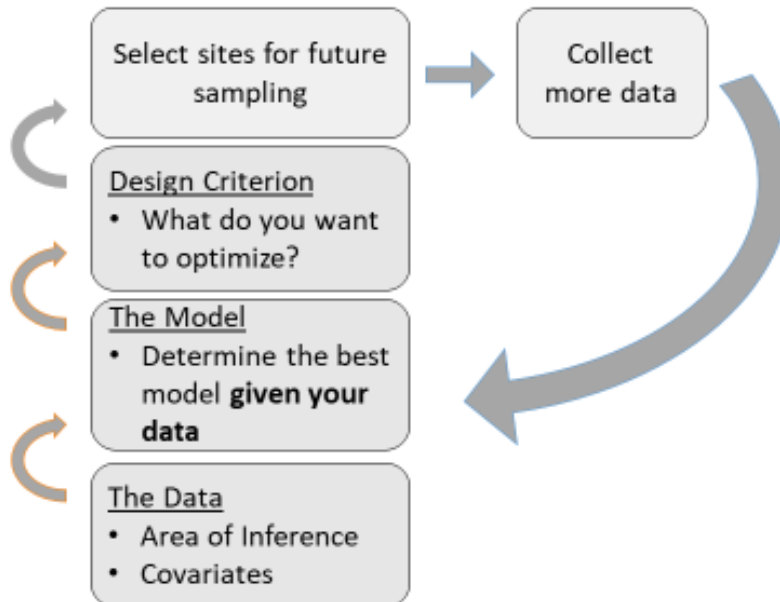 Select sites for future
sampling
Collect
more data
Design Criterion
• What do you want
to optimize?
The Model
• Determine the best
model given your
data
The Data
• Area of Inference
• Covariates